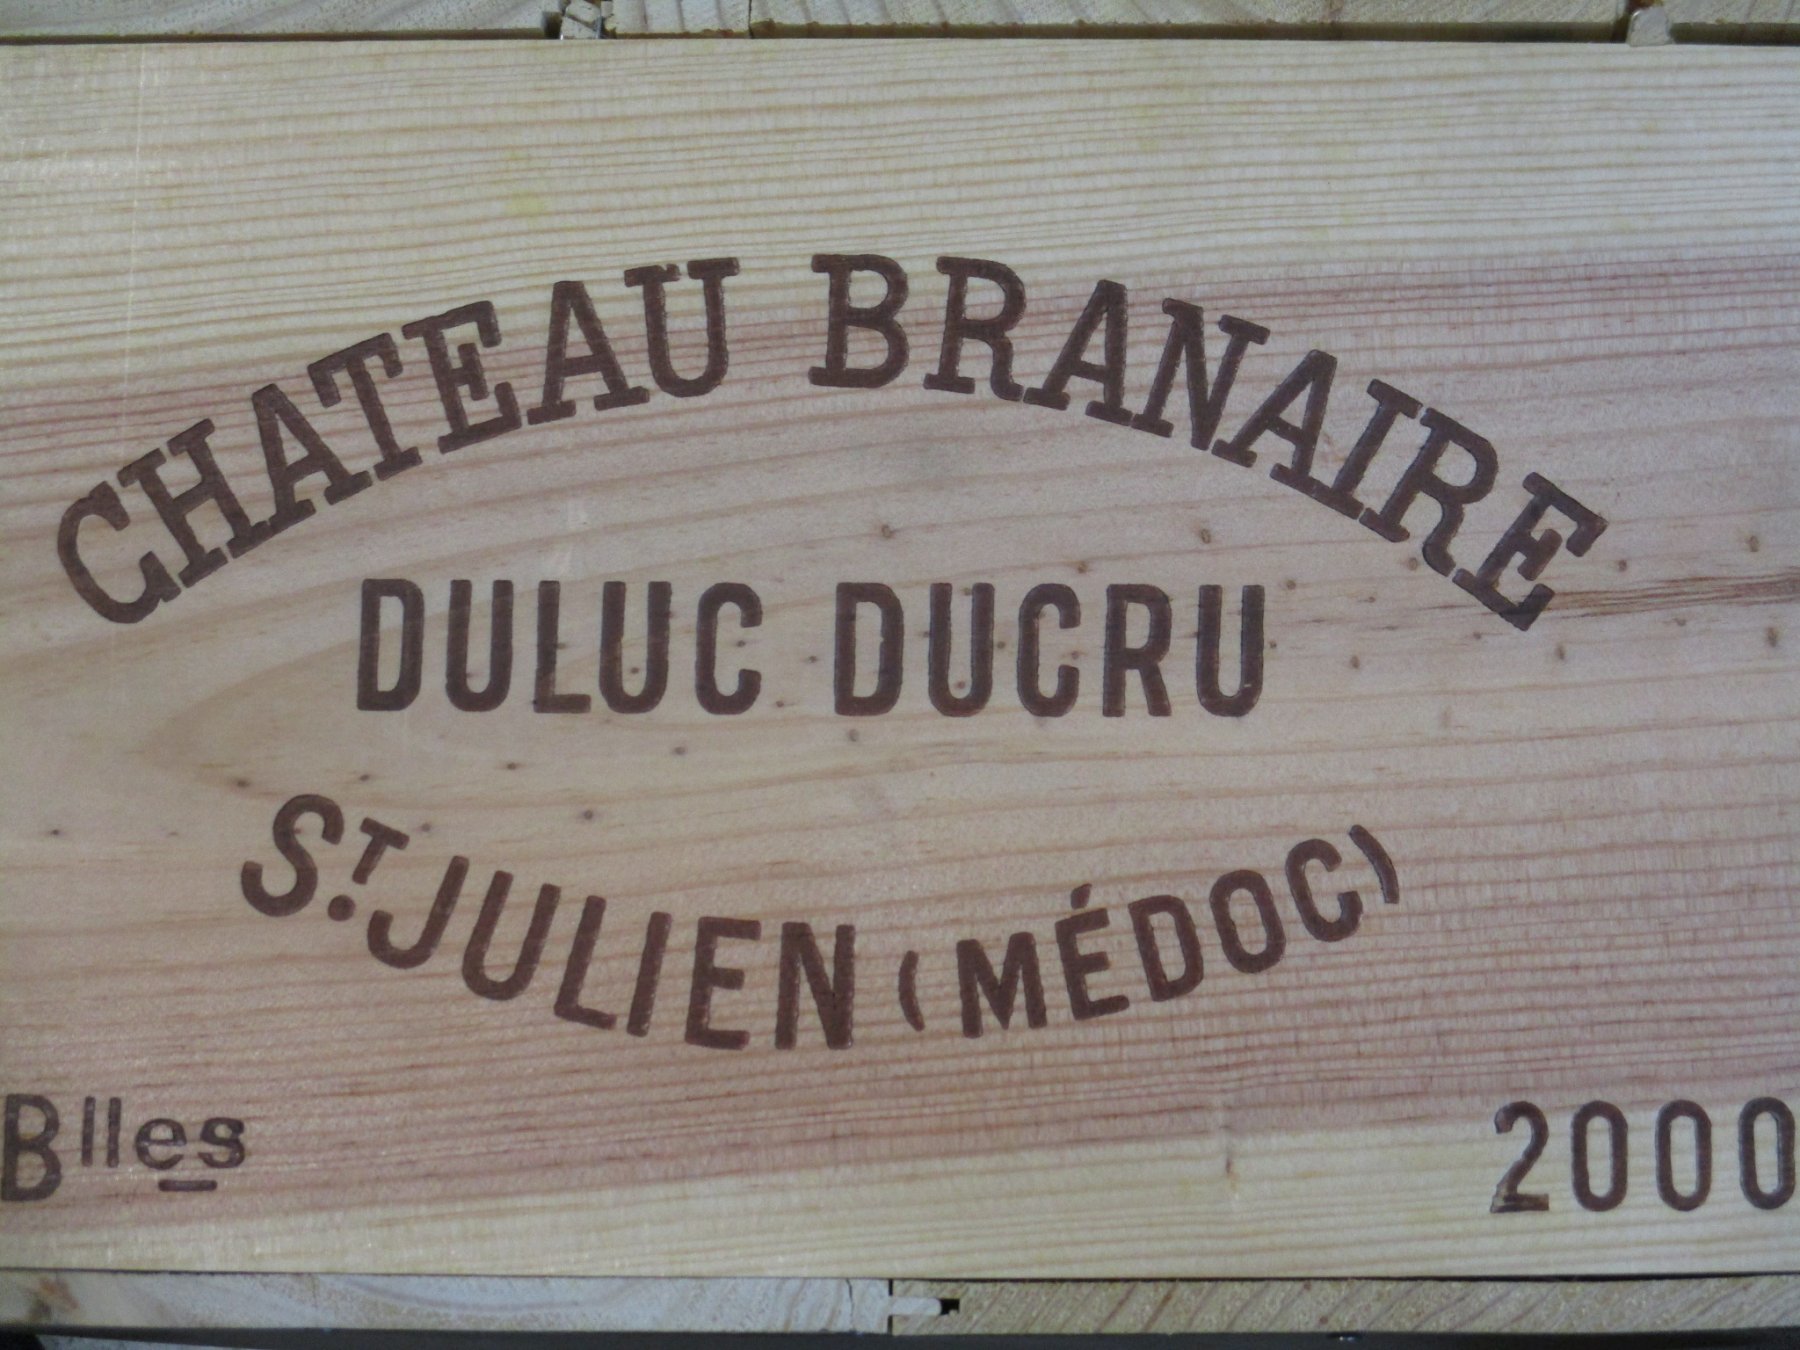 CHATEAU BRANAIRE
DULUC DUCRU
ST. JULIEN (MÉDOC)
Blles
2000